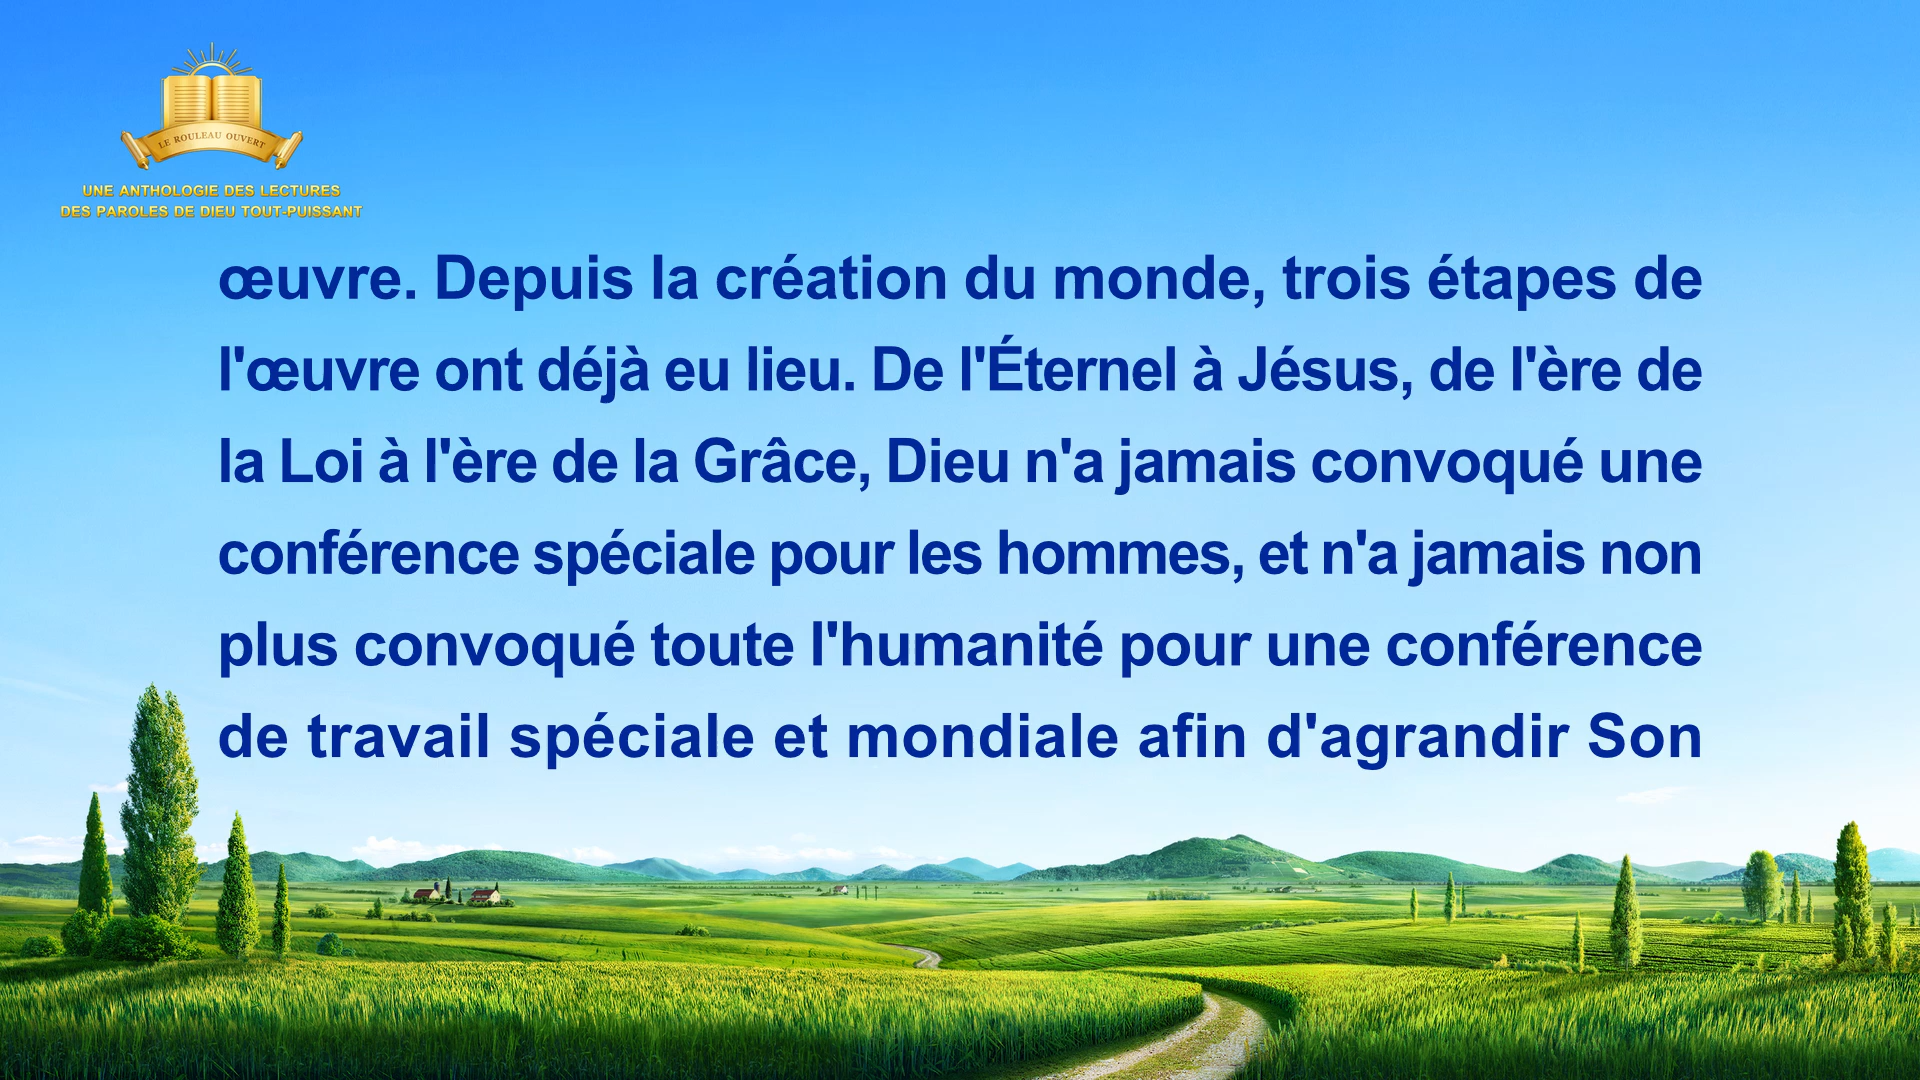 LE ROULEAU OUVERT
UNE ANTHOLOGIE DES LECTURES
DES PAROLES DE DIEU TOUT-PUISSANT
œuvre. Depuis la création du monde, trois étapes de
l'œuvre ont déjà eu lieu. De l'Éternel à Jésus, de l'ère de
la Loi à l'ère de la Grâce, Dieu n'a jamais convoqué une
conférence spéciale pour les hommes, et n'a jamais non
plus convoqué toute l'humanité pour une conférence
de travail spéciale et mondiale afin d'agrandir Son